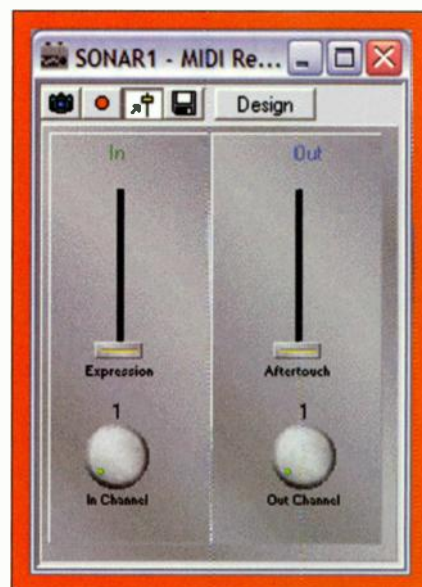 SONAR1 - MIDI Re...
Design
In
Out
Expression
Aftertouch
1
1
In Channel
Out Channel